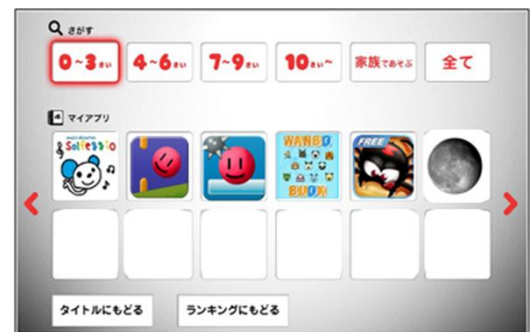 さがす
0~3さい
4~6さい
7~9さい
10さい~
家族であそぶ
全て
マイアプリ
Solfeggio
WANBO
BUOX
FREE
タイトルにもどる
ランキングにもどる